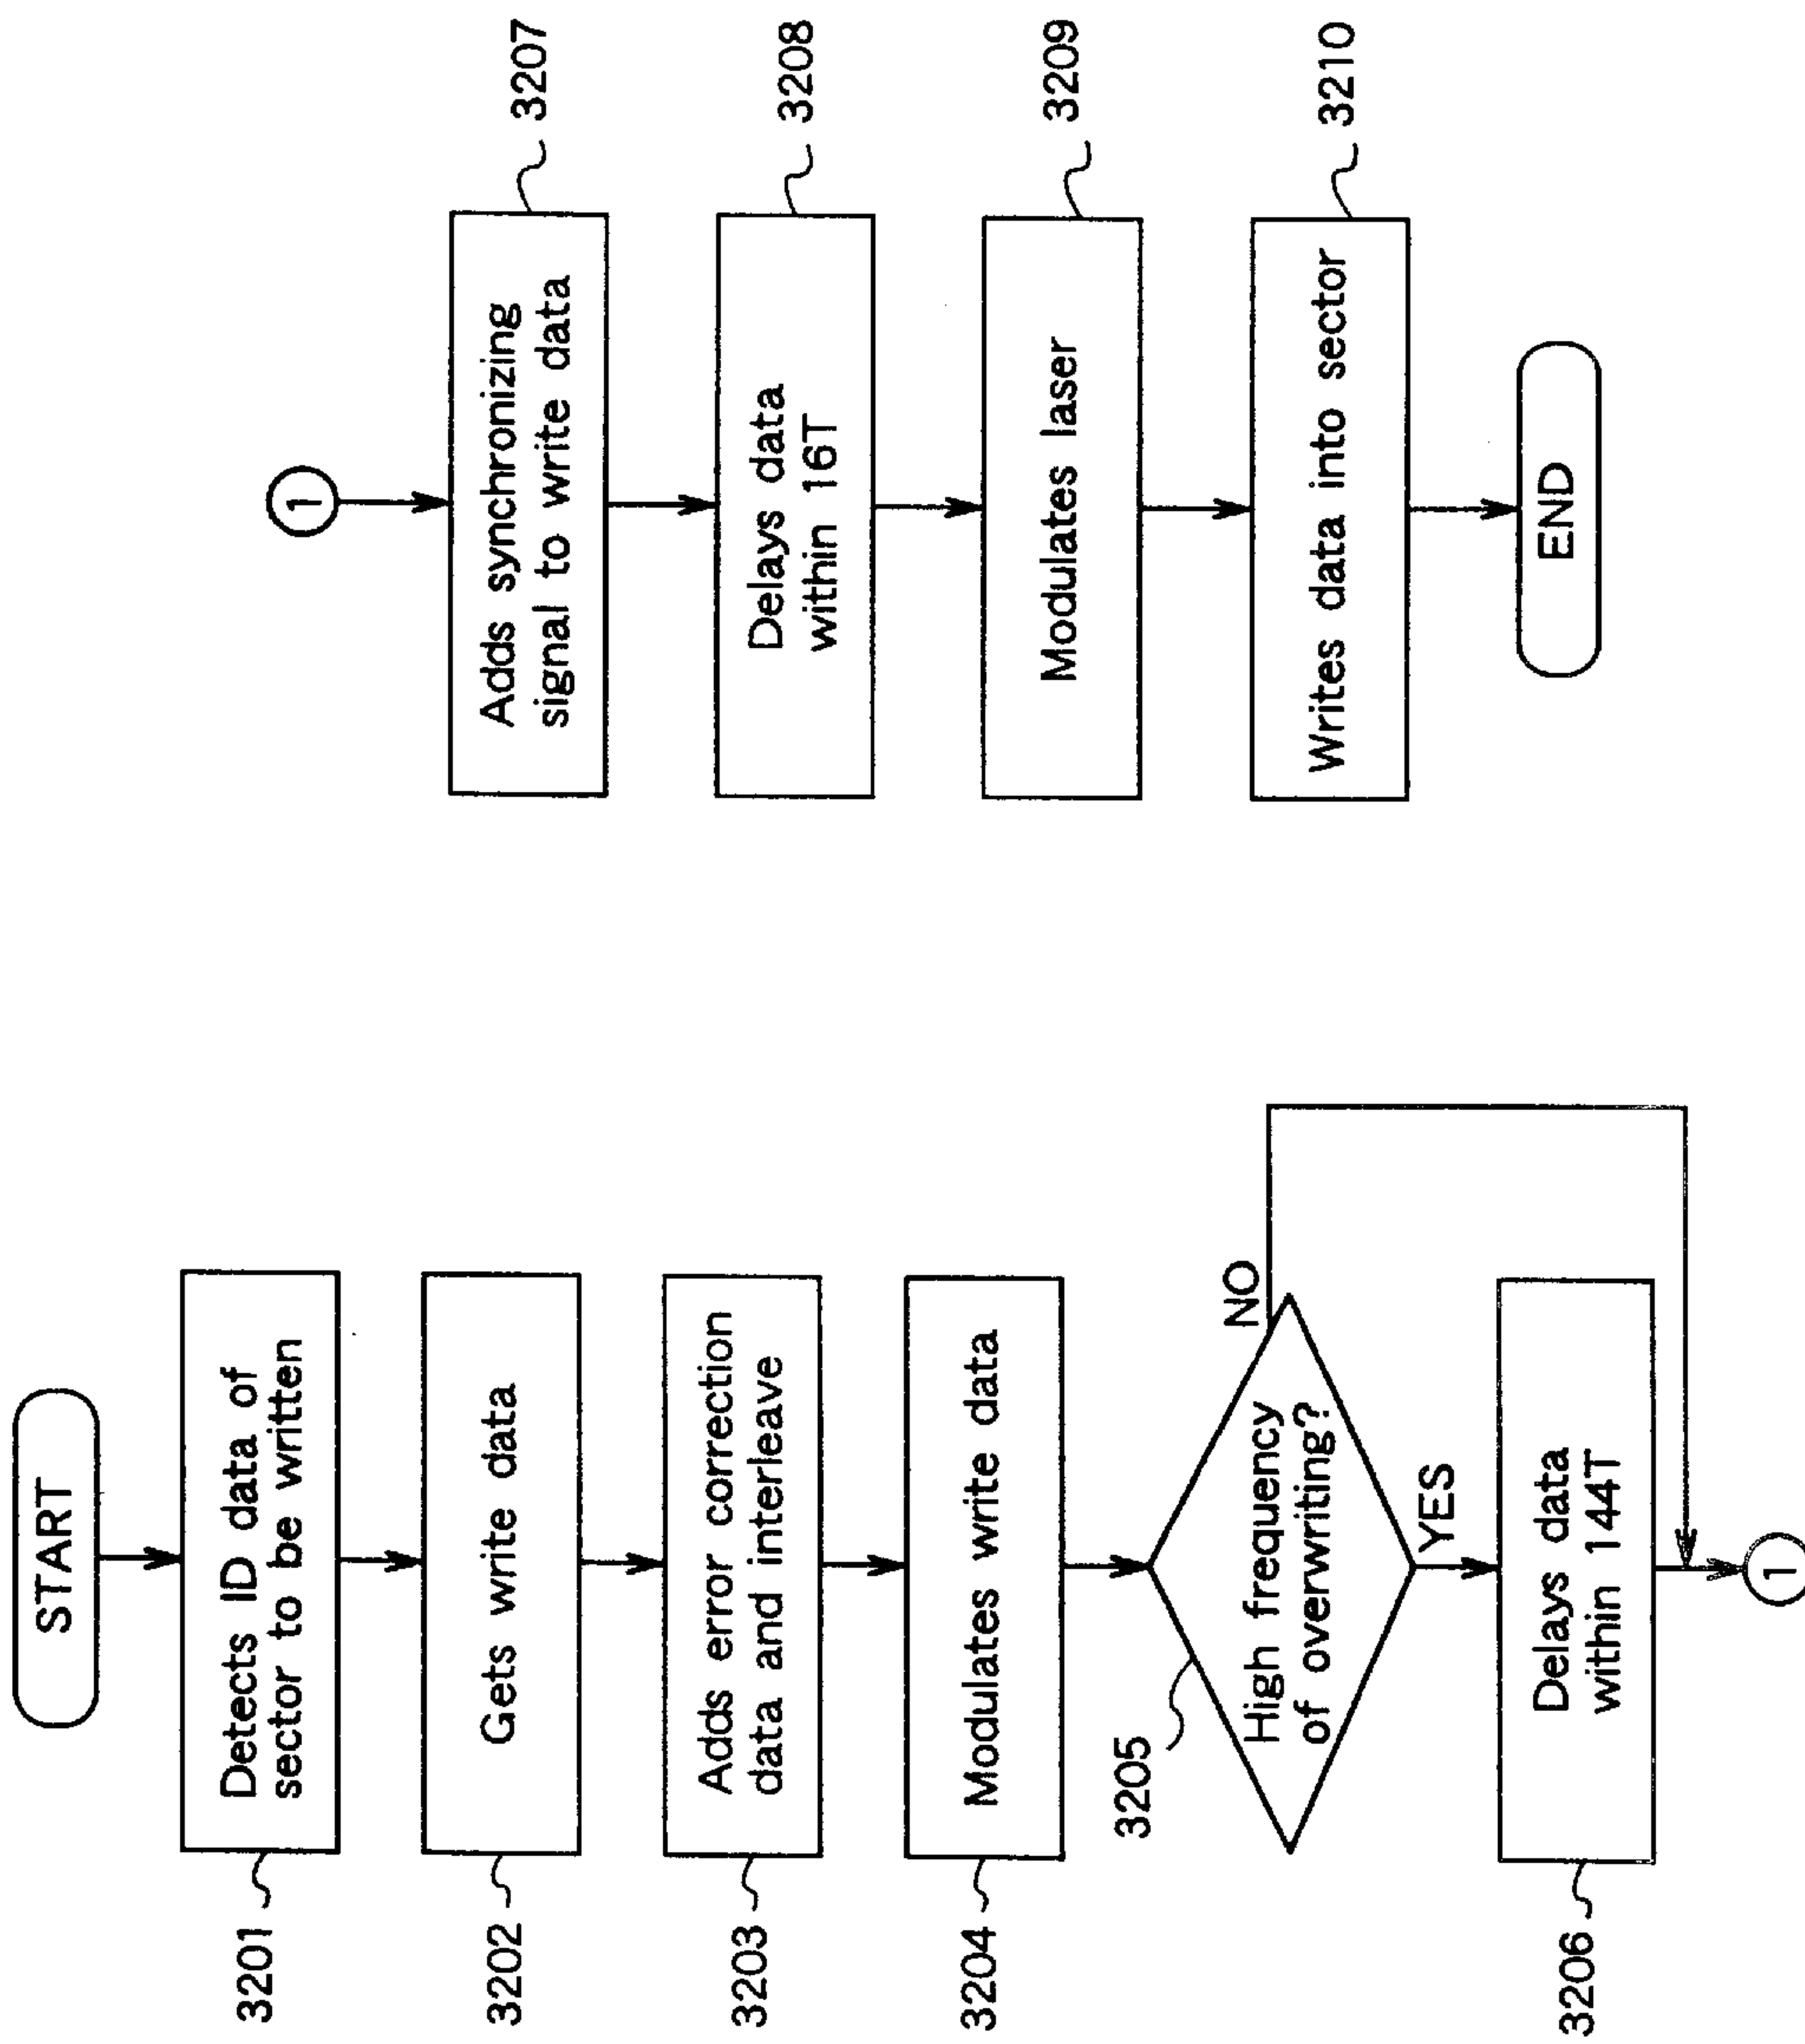 START
Detects ID data of
sector to be written
3201
Gets write data
3202
Adds error correction
data and interleave
3203
Modulates write data
3204
High frequency
of overwriting?
3205
NO
YES
Delays data
within 144T
3206
1
1
Adds synchronizing
signal to write data
3207
Delays data
within 16T
3208
Modulates laser
3209
Writes data into sector
3210
END